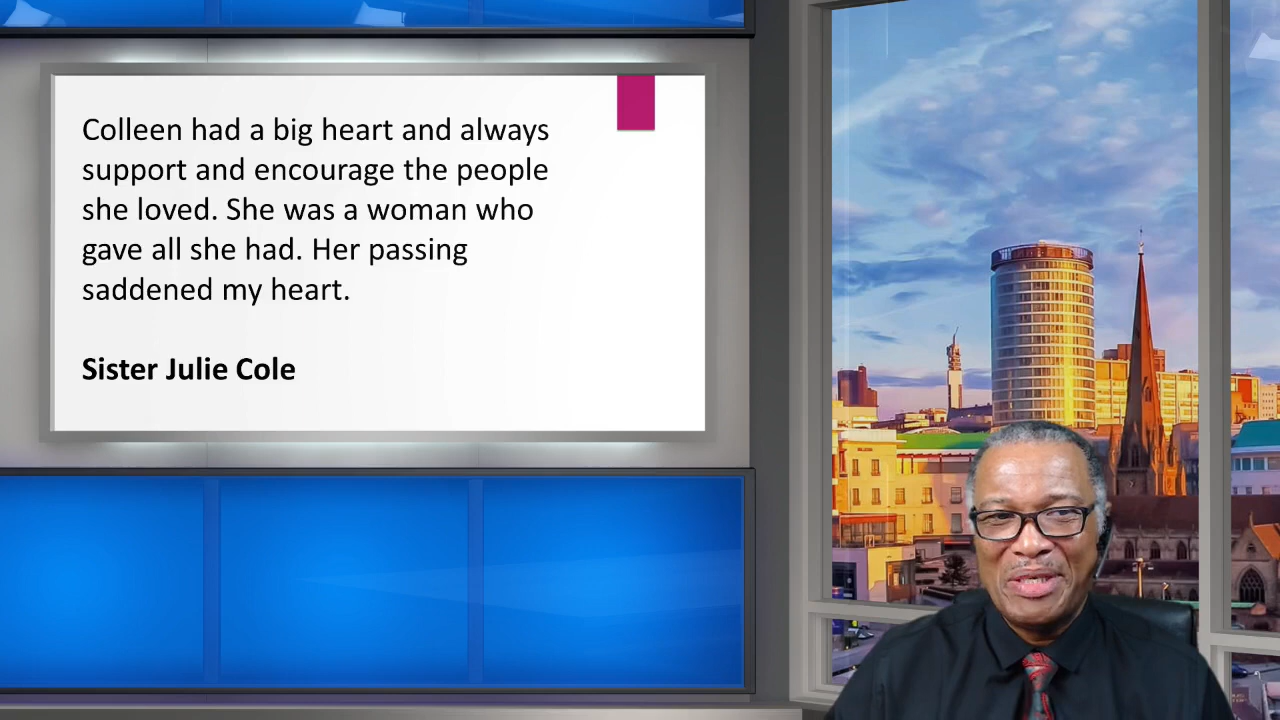 Colleen had a big heart and always
support and encourage the people
she loved. She was a woman who
gave all she had. Her passing
saddened my heart.
Sister Julie Cole